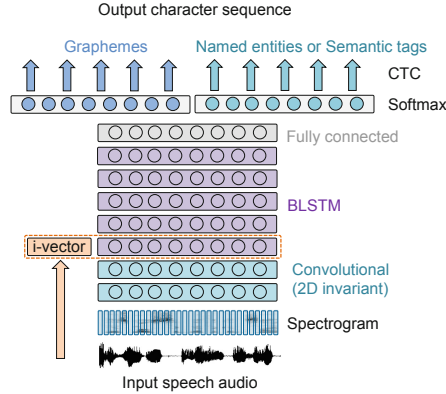 Output character sequence
Graphemes
Named entities or Semantic tags
CTC
Softmax
Fully connected
BLSTM
i-vector
Convolutional
(2D invariant)
Spectrogram
Input speech audio